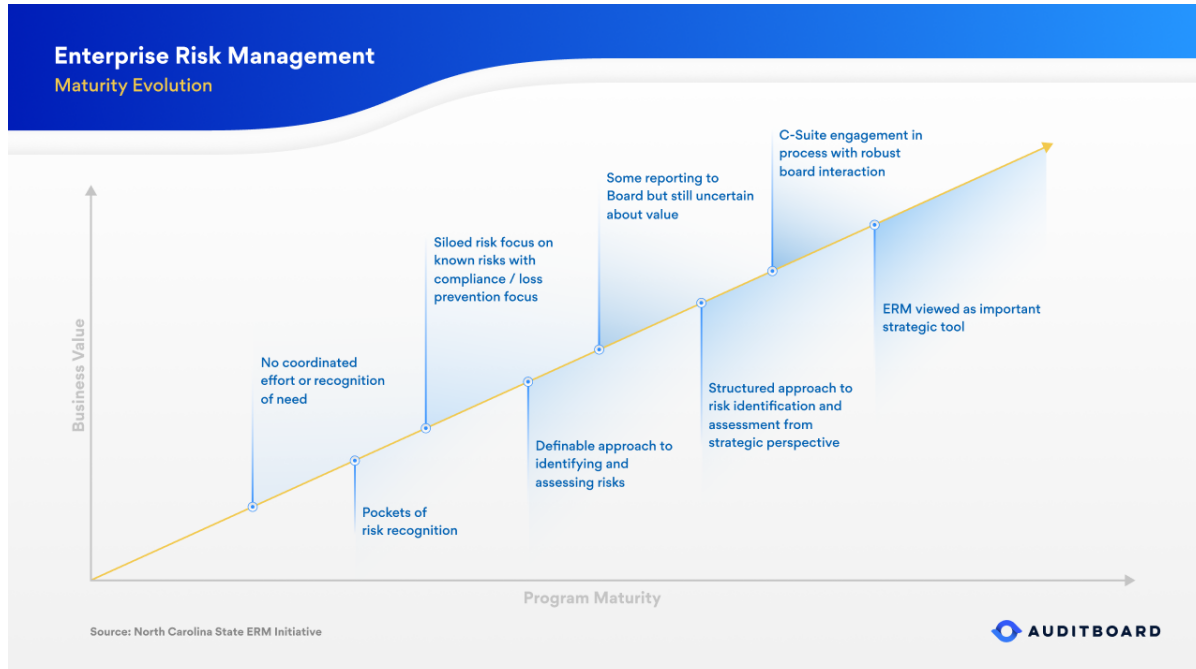 Enterprise Risk Management
Maturity Evolution
Business Value
No coordinated
effort or recognition
of need
Pockets of
risk recognition
Siloed risk focus on
known risks with
compliance / loss
prevention focus
Definable approach to
identifying and
assessing risks
Some reporting to
Board but still uncertain
about value
Structured approach to
risk identification and
assessment from
strategic perspective
C-Suite engagement in
process with robust
board interaction
ERM viewed as important
strategic tool
Program Maturity
Source: North Carolina State ERM Initiative
AUDITBOARD